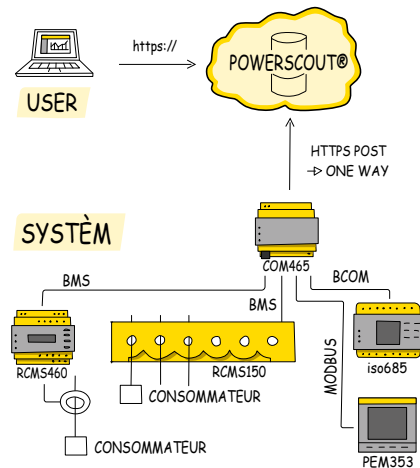 https://
POWERSCOUT®
USER
HTTPS POST
→ ONE WAY
SYSTÈM
COM465
BMS
BCOM
BMS
MODBUS
RCMS460
RCMS150
iso685
CONSOMMATEUR
CONSOMMATEUR
PEM353